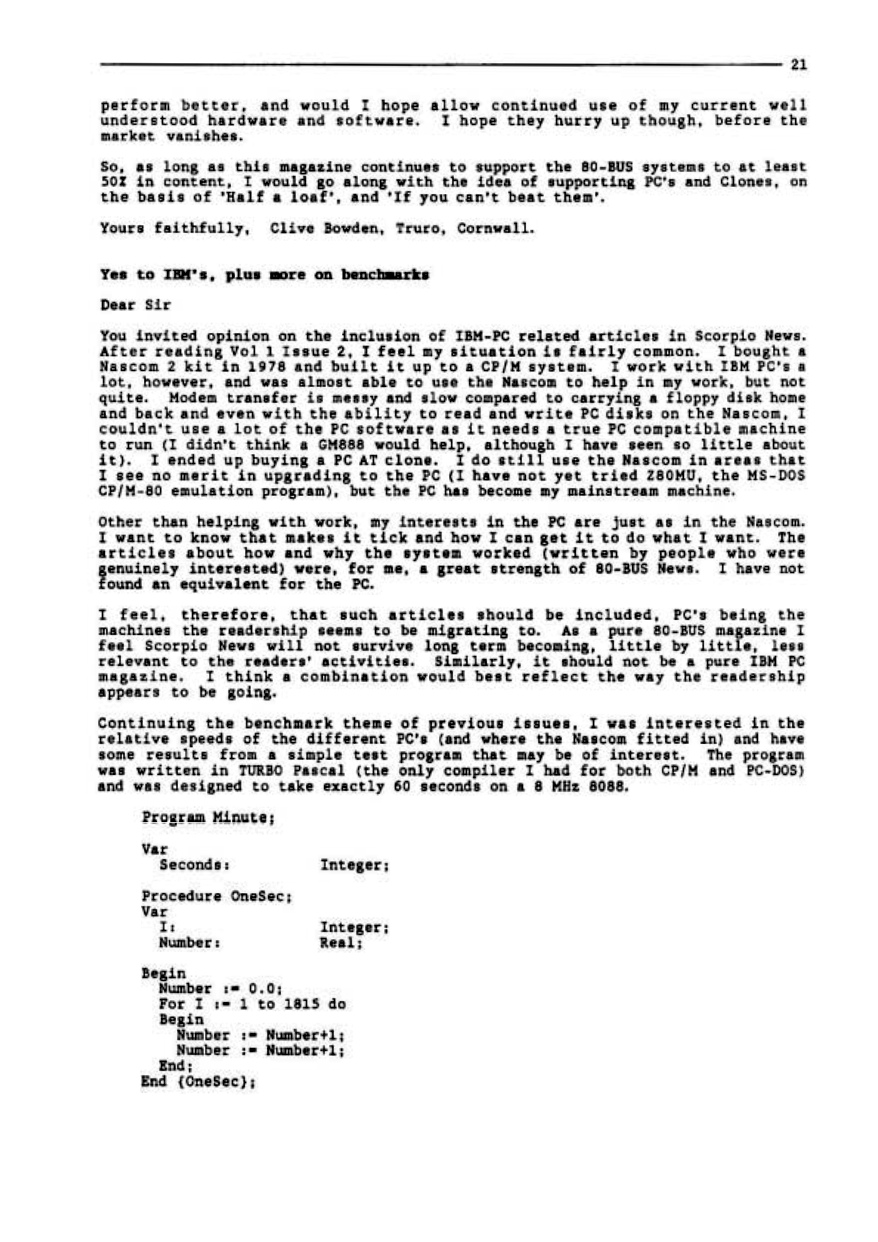 21
perform better, and would I hope allow continued use of my current well
understood hardware and software. I hope they hurry up though, before the
market vanishes.
So, as long as this magazine continues to support the 80-BUS systems to at least
50% in content, I would go along with the idea of supporting PC's and Clones, on
the basis of 'Half a loaf', and 'If you can't beat them'.
Yours faithfully, Clive Bowden, Truro, Cornwall.
Yes to IBM's, plus more on benchmarks
Dear Sir
You invited opinion on the inclusion of IBM-PC related articles in Scorpio News.
After reading Vol 1 Issue 2, I feel my situation is fairly common. I bought a
Nascom 2 kit in 1978 and built it up to a CP/M system. I work with IBM PC's a
lot, however, and was almost able to use the Nascom to help in my work, but not
quite. Modem transfer is messy and slow compared to carrying a floppy disk home
and back and even with the ability to read and write PC disks on the Nascom, I
couldn't use a lot of the PC software as it needs a true PC compatible machine
to run (I didn't think a GM888 would help, although I have seen so little about
it). I ended up buying a PC AT clone. I do still use the Nascom in areas that
I see no merit in upgrading to the PC (I have not yet tried Z80MU, the MS-DOS
CP/M-80 emulation program), but the PC has become my mainstream machine.
Other than helping with work, my interests in the PC are just as in the Nascom.
I want to know that makes it tick and how I can get it to do what I want. The
articles about how and why the system worked (written by people who were
genuinely interested) were, for me, a great strength of 80-BUS News. I have not
found an equivalent for the PC.
I feel, therefore, that such articles should be included, PC's being the
machines the readership seems to be migrating to. As a pure 80-BUS magazine I
feel Scorpio News will not survive long term becoming, little by little, less
relevant to the readers' activities. Similarly, it should not be a pure IBM PC
magazine. I think a combination would best reflect the way the readership
appears to be going.
Continuing the benchmark theme of previous issues, I was interested in the
relative speeds of the different PC's (and where the Nascom fitted in) and have
some results from a simple test program that may be of interest. The program
was written in TURBO Pascal (the only compiler I had for both CP/M and PC-DOS)
and was designed to take exactly 60 seconds on a 8 MHz 8088.
Program Minute;
Var
Seconds: Integer;
Procedure OneSec;
Var
I: Integer;
Number: Real;
Begin
Number := 0.0;
For I := 1 to 1815 do
Begin
Number := Number+1;
Number := Number+1;
End;
End {OneSec};